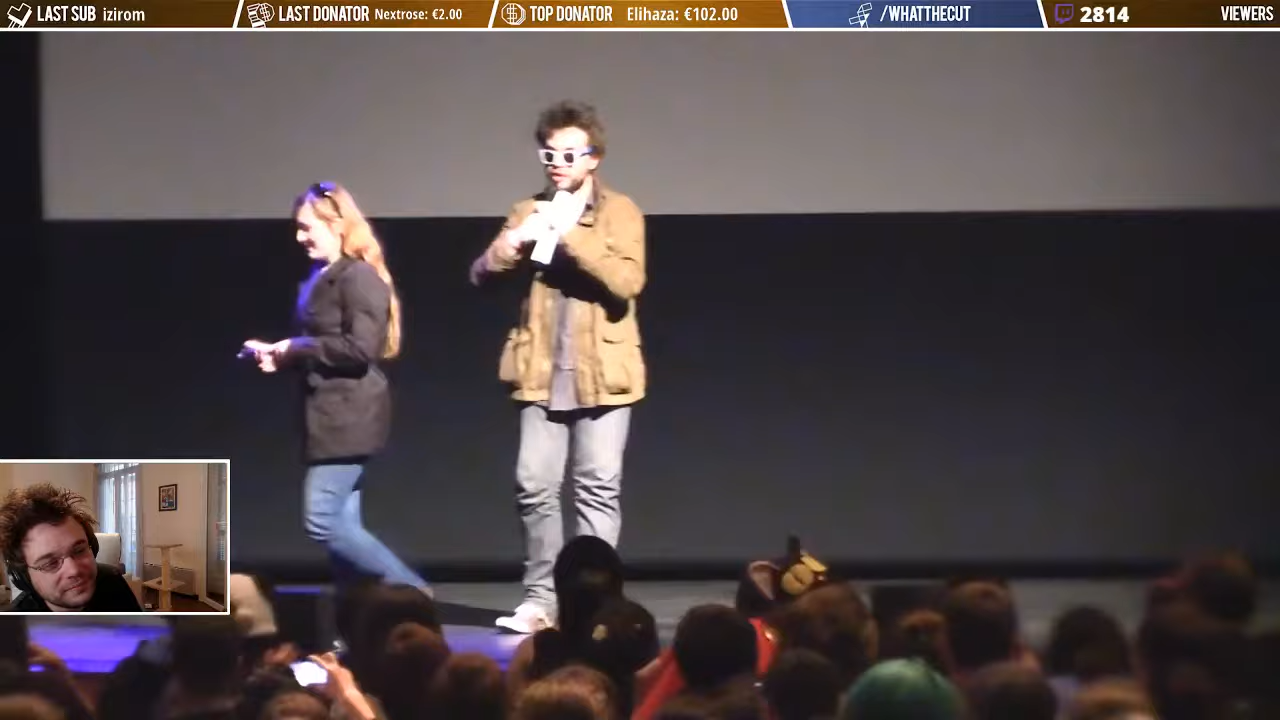 LAST SUB izirom
LAST DONATOR Nextrose: €2.00
TOP DONATOR Elihaza: €102.00
/WHATTHECUT
2814 VIEWERS